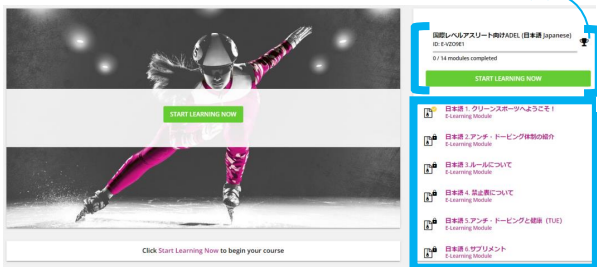 START LEARNING NOW
Click Start Learning Now to begin your course
国際レベルアスリート向けADEL (日本語 Japanese)
ID: E-VZO9E1
0 / 14 modules completed
START LEARNING NOW
日本語 1. クリーンスポーツへようこそ！
E-Learning Module
日本語 2.アンチ・ドーピング体制の紹介
E-Learning Module
日本語 3.ルールについて
E-Learning Module
日本語 4. 禁止表について
E-Learning Module
日本語 5.アンチ・ドーピングと健康（TUE）
E-Learning Module
日本語 6.サプリメント
E-Learning Module